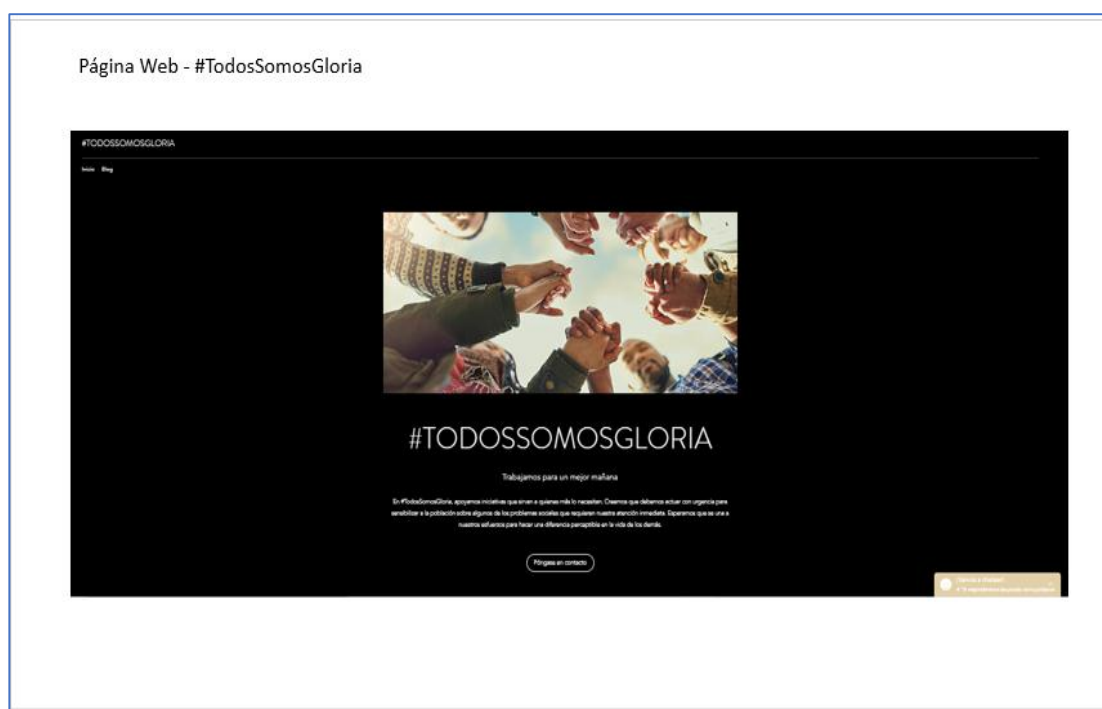 Página Web - #TodosSomosGloria
#TODOSSOMOSGLORIA
Inicio Blog
#TODOSSOMOSGLORIA
Trabajamos para un mejor mañana
En #TodosSomosGloria, apoyamos iniciativas que sirven a quienes más lo necesitan. Creemos que debemos actuar con urgencia para
sensibilizar a la población sobre algunos de los problemas sociales que requieren nuestra atención inmediata. Esperamos que se una a
nuestros esfuerzos para hacer una diferencia perceptible en la vida de los demás.
Póngase en contacto